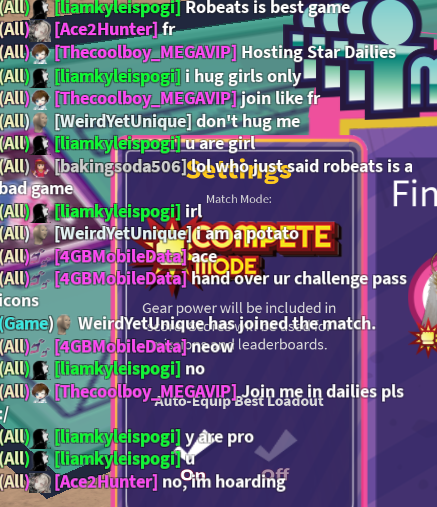 (All) [liamkyleispogi] Robeats is best game
(All) [Ace2Hunter] fr
(All) [Thecoolboy_MEGAVIP] Hosting Star Dailies
(All) [liamkyleispogi] i hug girls only
(All) [Thecoolboy_MEGAVIP] join like fr
(All) [WeirdYetUnique] don't hug me
(All) [liamkyleispogi] u are girl
(All) [bakingsoda506] lol who just said robeats is a
bad game
Settings
Match Mode:
(All) [liamkyleispogi] irl
(All) [WeirdYetUnique] i am a potato
COMPETE
MODE
(All) [4GBMobileData] ace
(All) [4GBMobileData] hand over ur challenge pass
icons
Gear power will be included in
(Game) WeirdYetUnique has joined the match.
(All) [4GBMobileData] neow
and leaderboards.
(All) [liamkyleispogi] no
(All) [Thecoolboy_MEGAVIP] Join me in dailies pls
:/
Auto-Equip Best Loadout
(All) [liamkyleispogi] y are pro
(All) [liamkyleispogi] u
On Off
(All) [Ace2Hunter] no, im hoarding
Fin